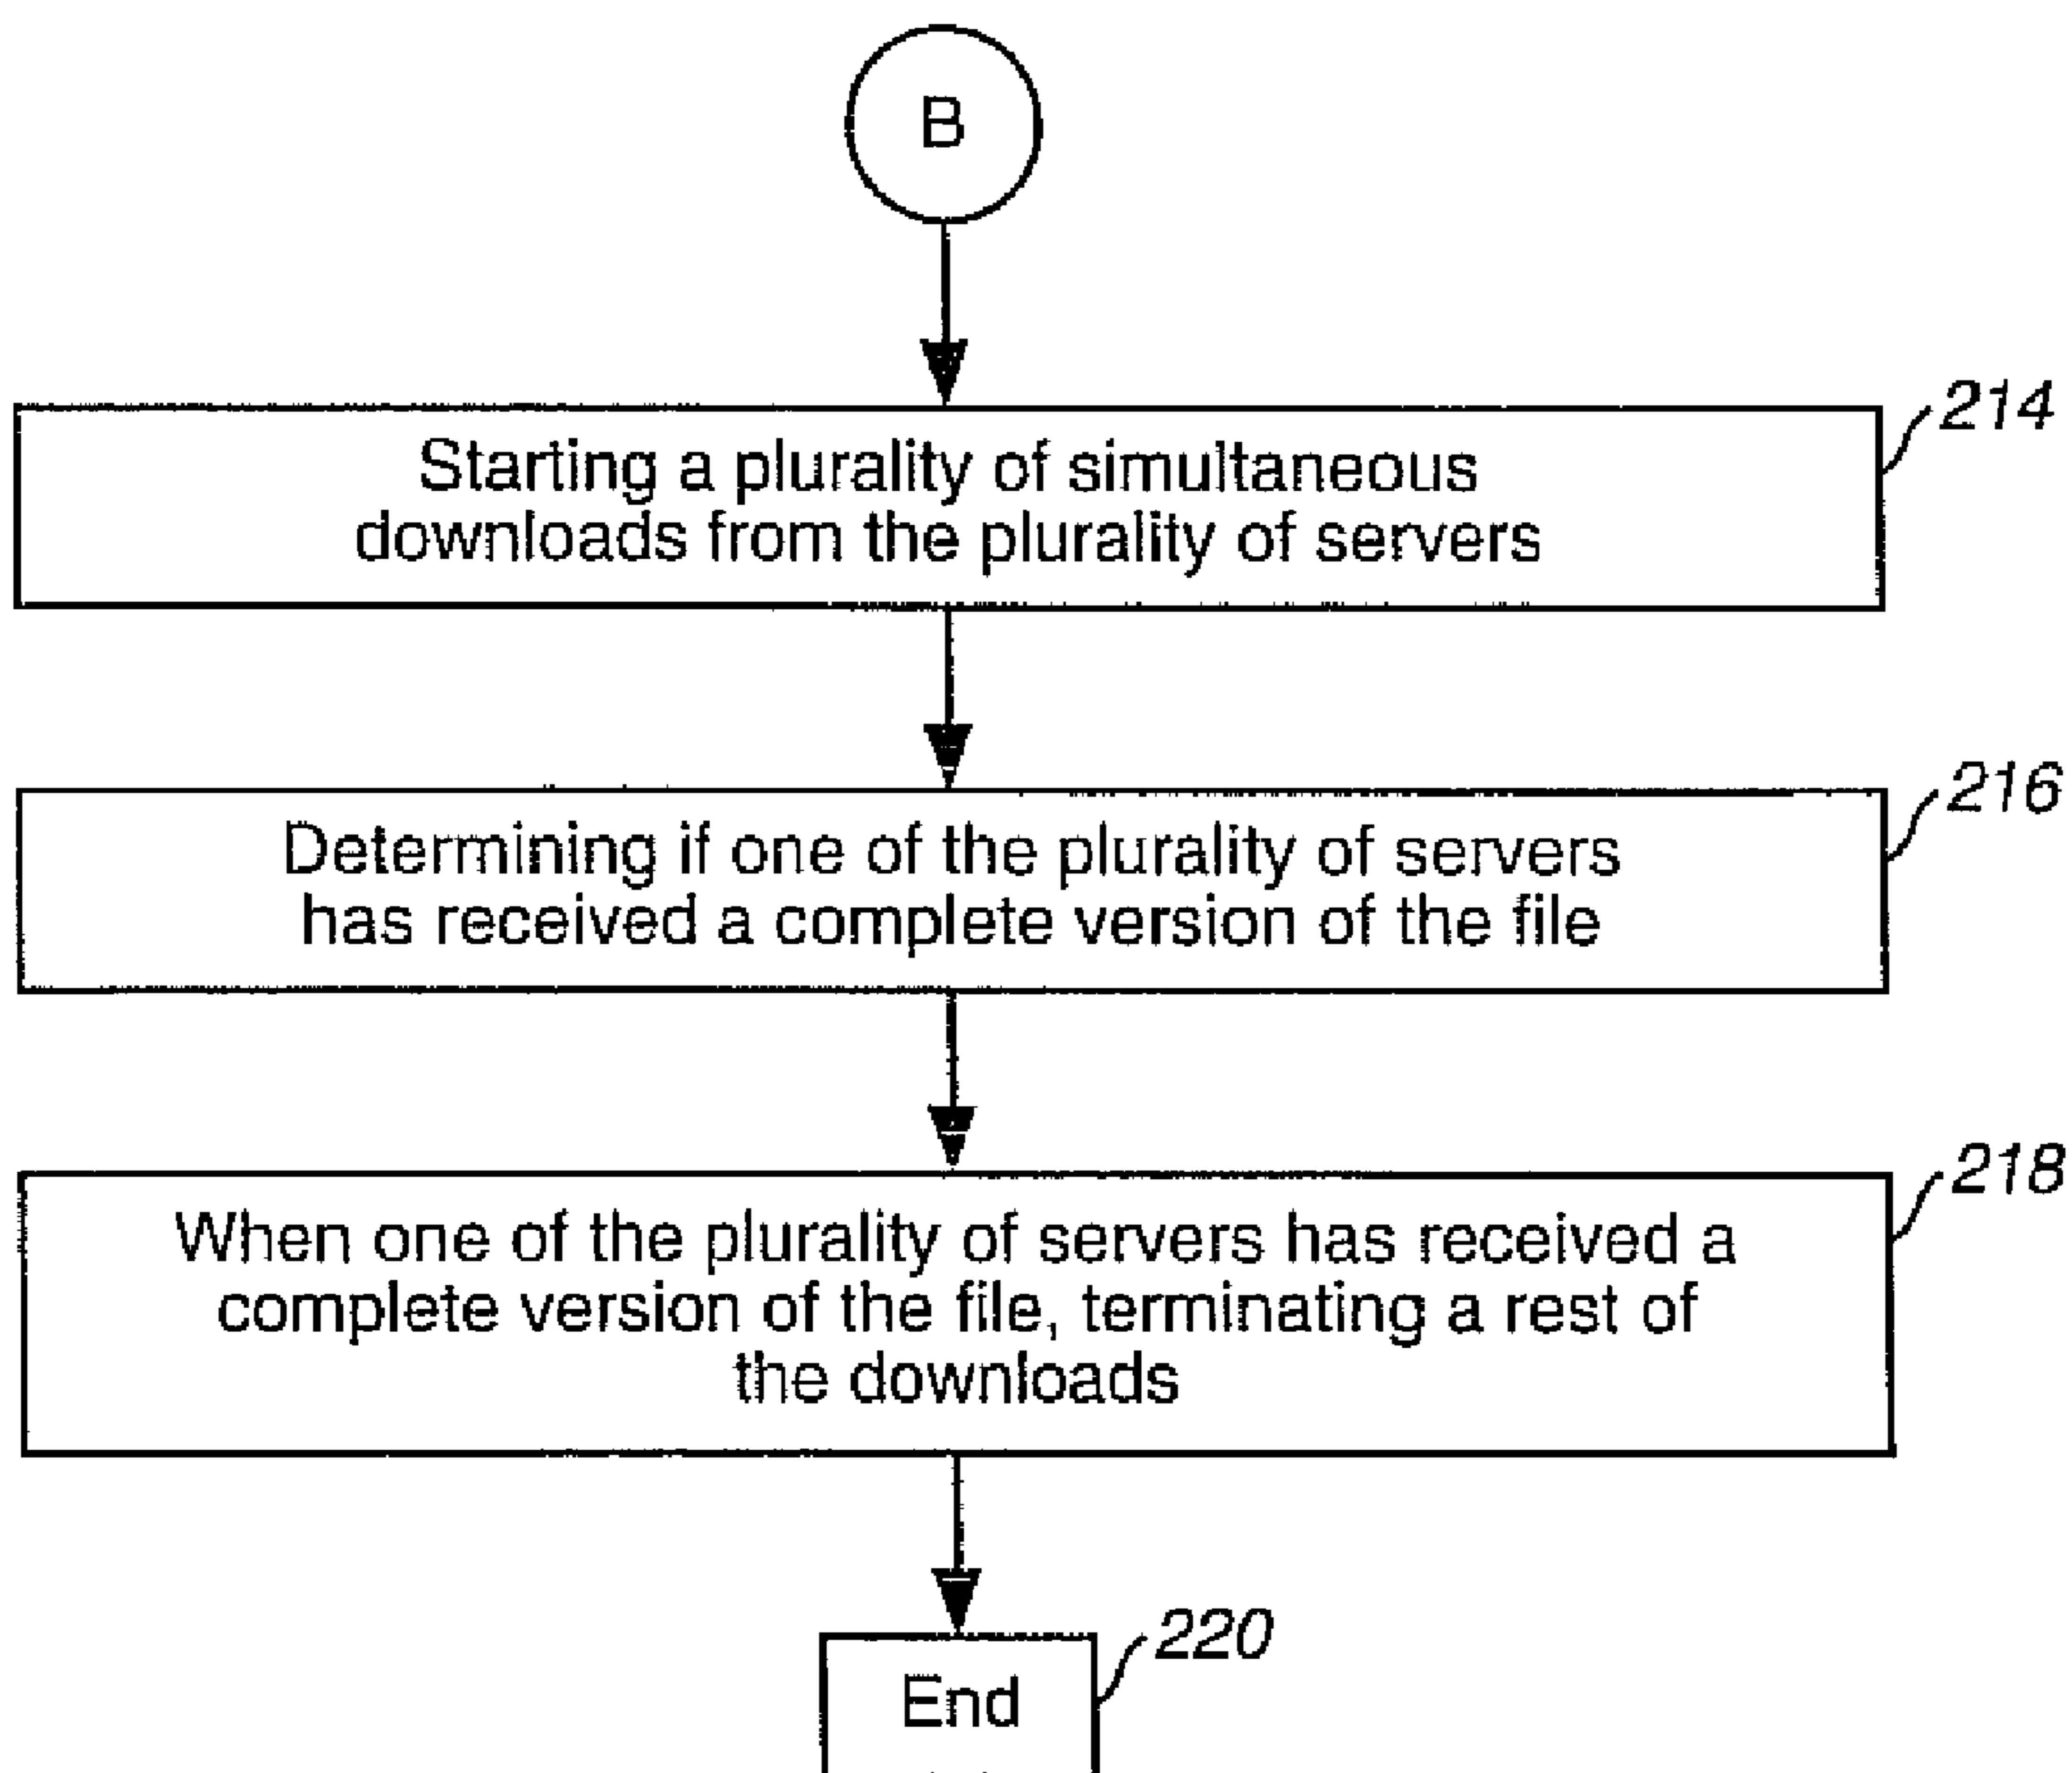 B
214
Starting a plurality of simultaneous
downloads from the plurality of servers
216
Determining if one of the plurality of servers
has received a complete version of the file
218
When one of the plurality of servers has received a
complete version of the file, terminating a rest of
the downloads
220
End